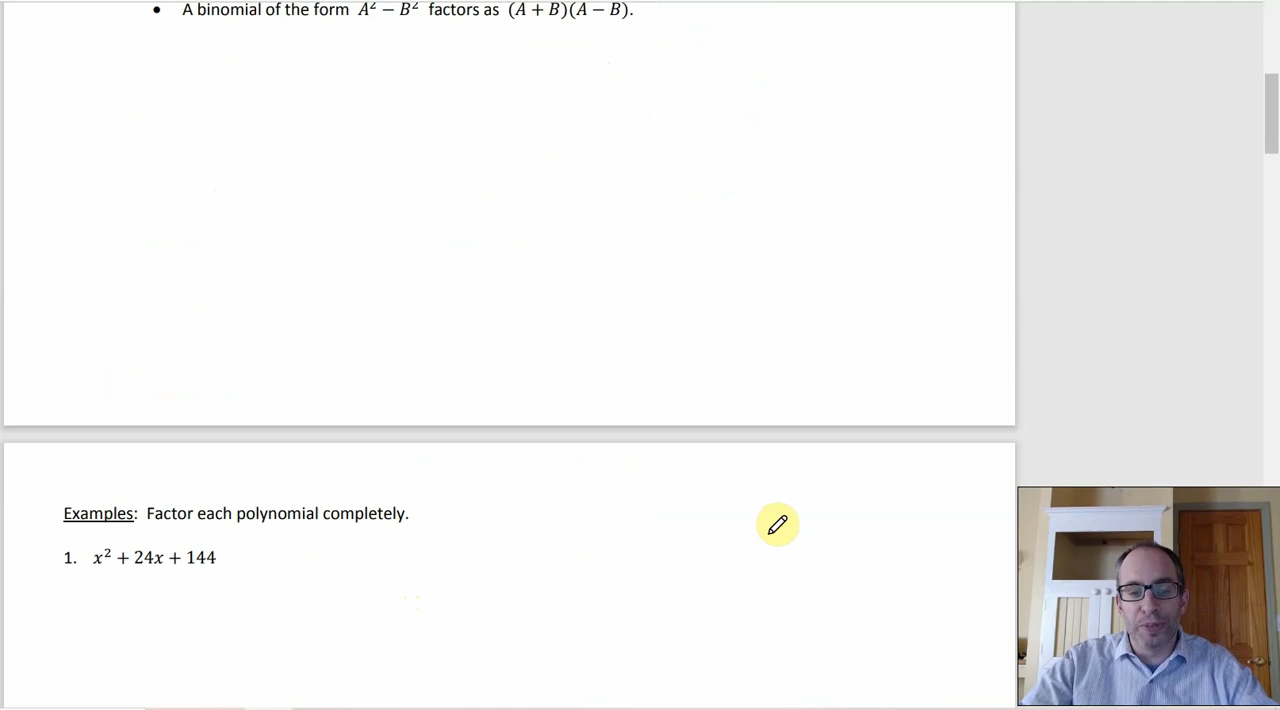 • A binomial of the form A² − B² factors as (A + B)(A − B).
Examples: Factor each polynomial completely.
1. x² + 24x + 144